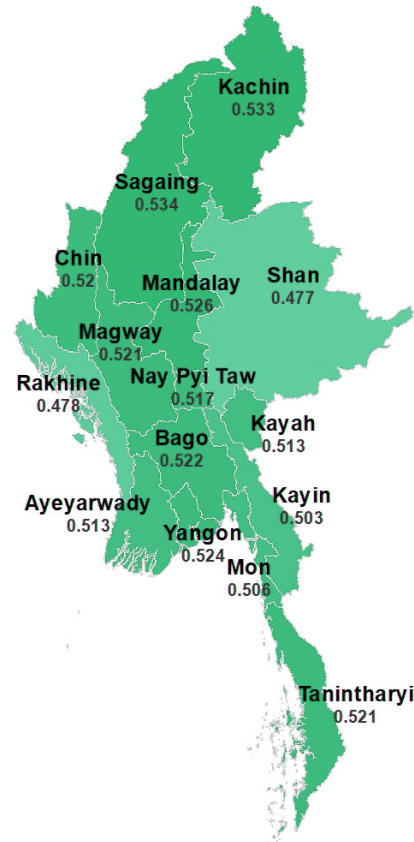 Kachin
0.533
Sagaing
0.534
Chin
0.52
Mandalay
0.526
Shan
0.477
Magway
0.521
Rakhine
0.478
Nay Pyi Taw
0.517
Kayah
0.513
Bago
0.522
Ayeyarwady
0.513
Kayin
0.503
Yangon
0.524
Mon
0.506
Tanintharyi
0.521